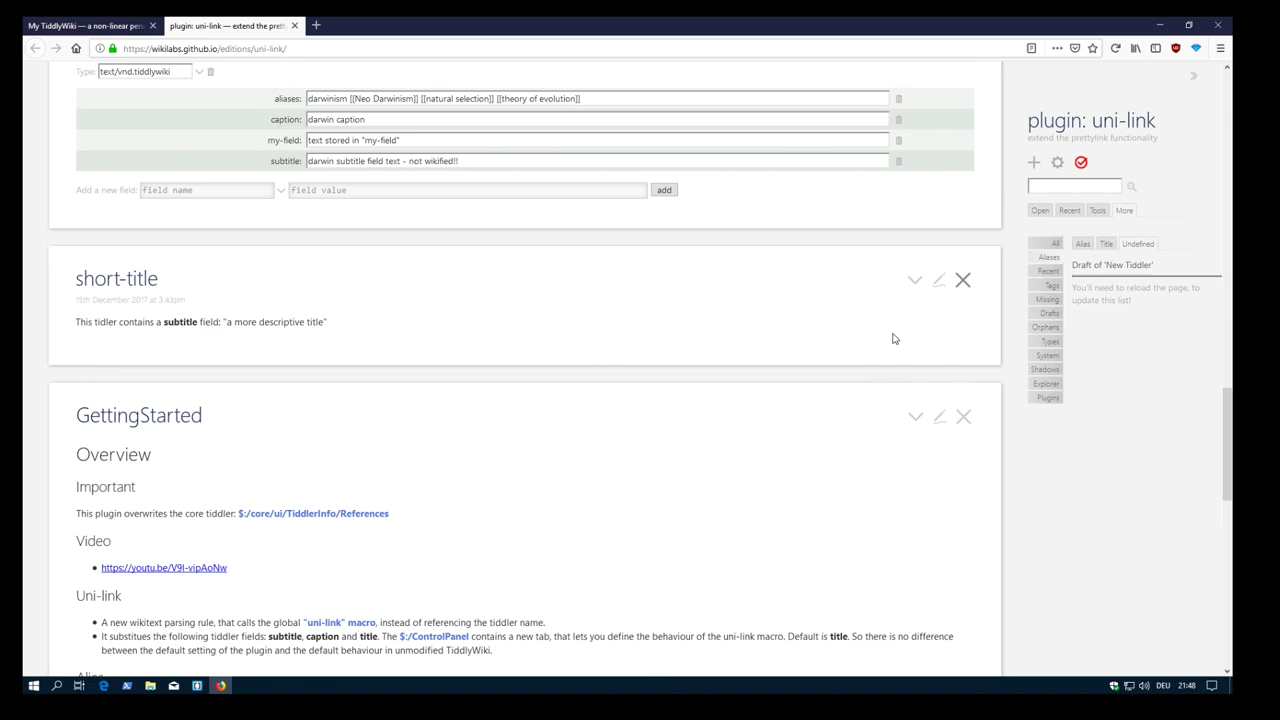 My TiddlyWiki — a non-linear pers
plugin: uni-link — extend the prett
https://wikilabs.github.io/editions/uni-link/
Type: text/vnd.tiddlywiki
aliases: darwinism [[Neo Darwinism]] [[natural selection]] [[theory of evolution]]
caption: darwin caption
my-field: text stored in "my-field"
subtitle: darwin subtitle field text - not wikified!!
Add a new field: field name field value add
short-title
15th December 2017 at 3.43pm
This tidler contains a subtitle field: "a more descriptive title"
GettingStarted
Overview
Important
This plugin overwrites the core tiddler: $:/core/ui/TiddlerInfo/References
Video
https://youtu.be/V9I-vipAoNw
Uni-link
A new wikitext parsing rule, that calls the global "uni-link" macro, instead of referencing the tiddler name.
It substitues the following tiddler fields: subtitle, caption and title. The $:/ControlPanel contains a new tab, that lets you define the behaviour of the uni-link macro. Default is title. So there is no difference
between the default setting of the plugin and the default behaviour in unmodified TiddlyWiki.
plugin: uni-link
extend the prettylink functionality
Open Recent Tools More
All
Aliases
Recent
Tags
Missing
Drafts
Orphans
Types
System
Shadows
Explorer
Plugins
Alias Title Undefined
Draft of 'New Tiddler'
You'll need to reload the page, to
update this list!
DEU 21:48